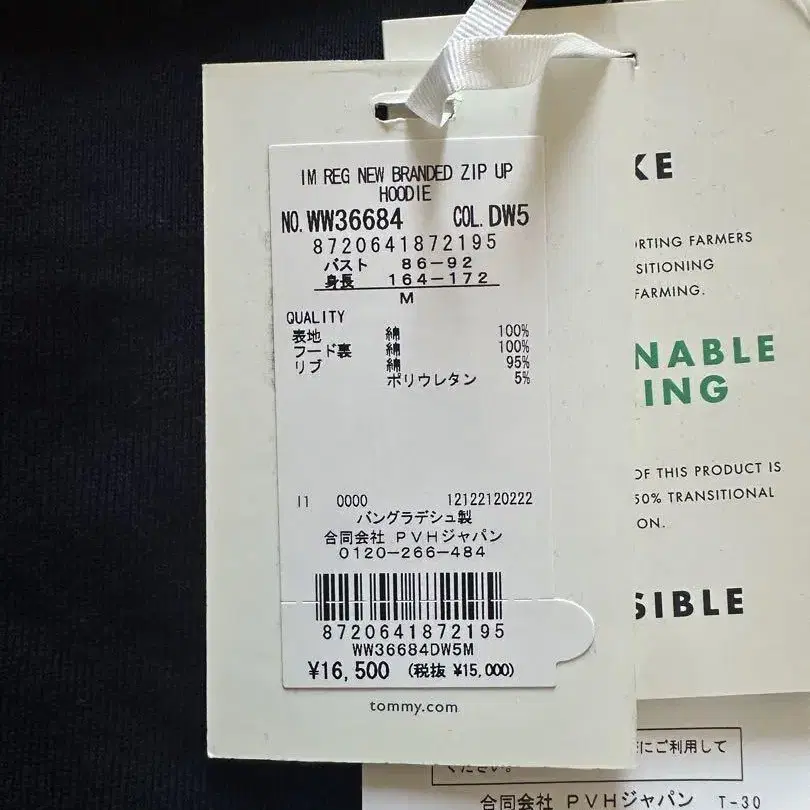 IM REG NEW BRANDED ZIP UP
HOODIE
NO. WW36684 COL. DW5
8720641872195
バスト 86-92
身長 164-172
M
QUALITY
表地 綿 100%
フード裏 綿 100%
リブ 綿 95%
ポリウレタン 5%
I1 0000 12122120222
バングラデシュ製
合同会社 PVHジャパン
0120-266-484
8720641872195
WW36684DW5M
¥16,500 (税抜 ¥15,000)
tommy.com
KE
RTING FARMERS
SITIONING
FARMING.
NABLE
ING
OF THIS PRODUCT IS
50% TRANSITIONAL
ON.
SIBLE
にご利用して
ください。
合同会社 PVHジャパン T-30